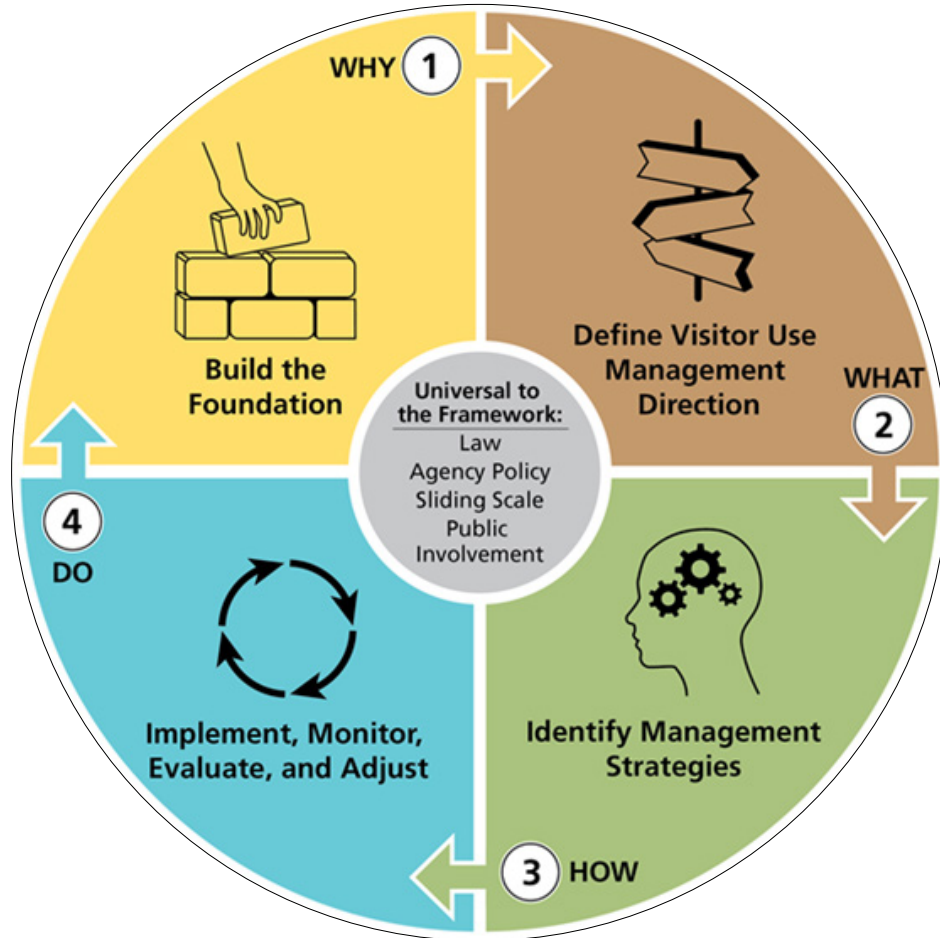 WHY 1
Build the
Foundation
Define Visitor Use
Management
Direction
WHAT
2
Universal to
the Framework:
Law
Agency Policy
Sliding Scale
Public
Involvement
Identify Management
Strategies
3 HOW
4
DO
Implement, Monitor,
Evaluate, and Adjust